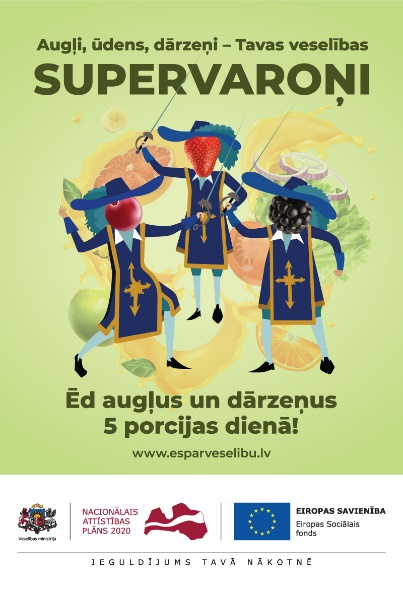 Augļi, ūdens, dārzeņi – Tavas veselības
SUPERVAROŅI
Ēd augļus un dārzeņus
5 porcijas dienā!
www.esparveselibu.lv
Veselības ministrija
NACIONĀLAIS
ATTĪSTĪBAS
PLĀNS 2020
EIROPAS SAVIENĪBA
Eiropas Sociālais
fonds
IEGULDĪJUMS TAVĀ NĀKOTNĒ